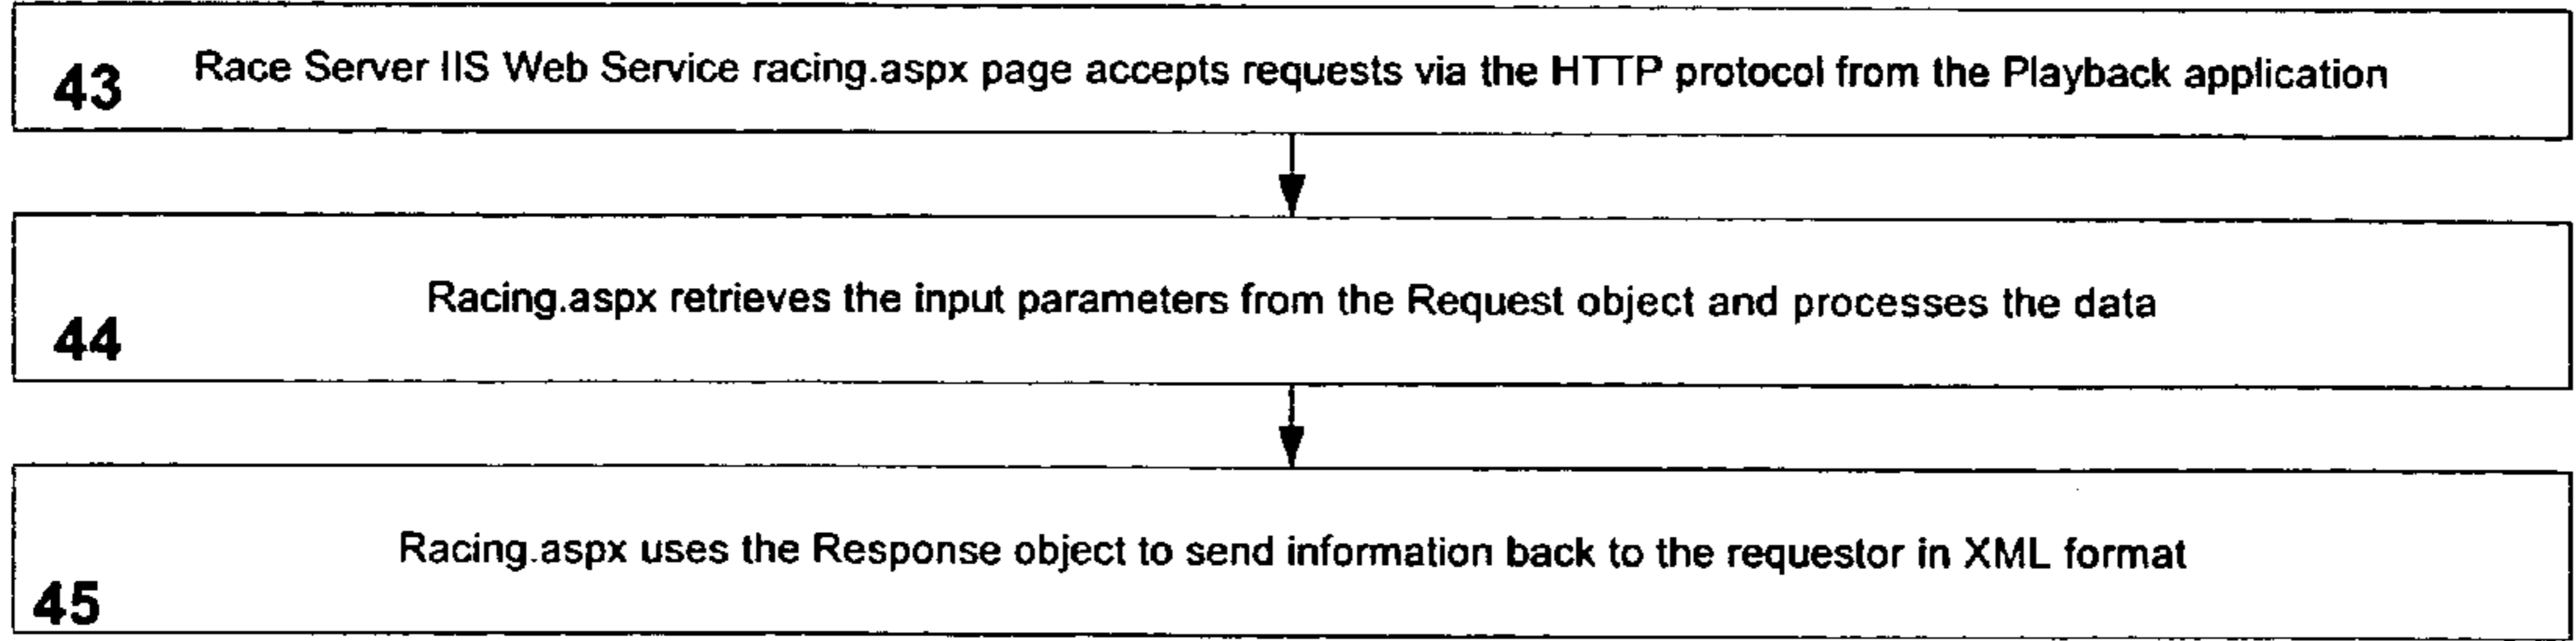 43 Race Server IIS Web Service racing.aspx page accepts requests via the HTTP protocol from the Playback application
Racing.aspx retrieves the input parameters from the Request object and processes the data
44
Racing.aspx uses the Response object to send information back to the requestor in XML format
45